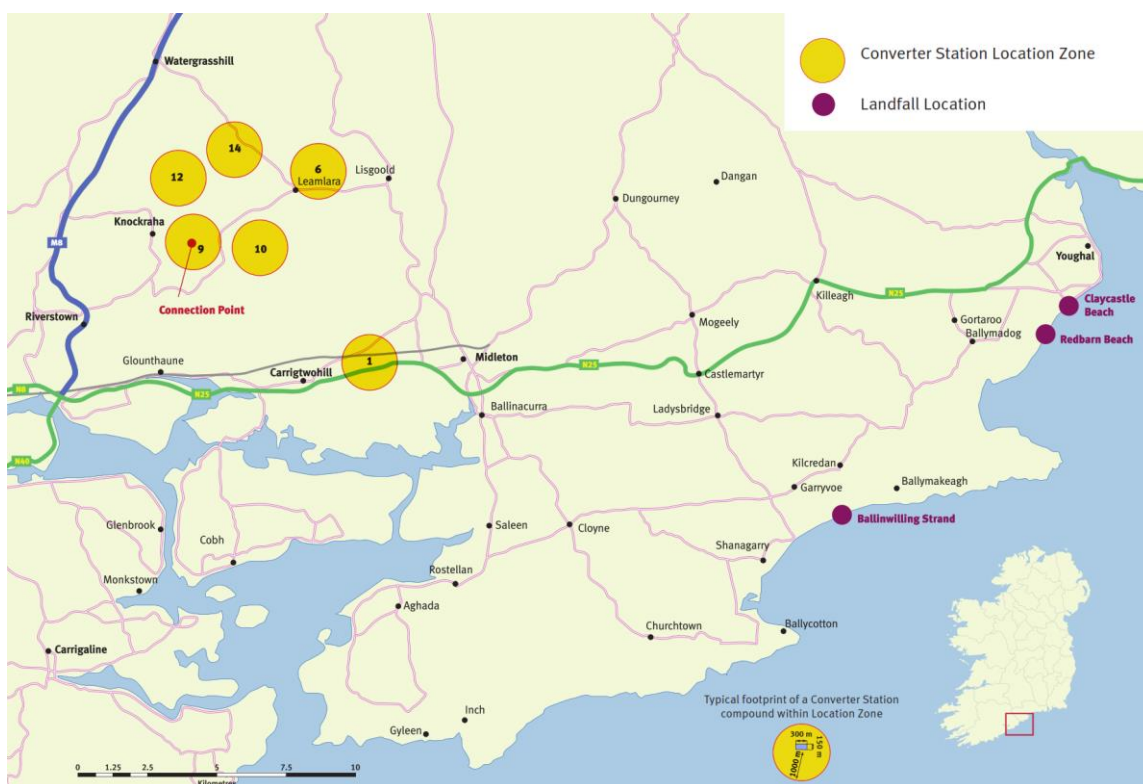 Converter Station Location Zone
Landfall Location
Watergrasshill
14
12
6
Leamlara
Lisgoold
Dangan
Dungourney
Knockraha
9
10
M8
Connection Point
Youghal
Claycastle
Beach
Redbarn Beach
Killeagh
N25
Gortaroo
Ballymadog
Riverstown
Mogeely
Glounthaune
1
Midleton
Carrigtwohill
N25
Castlemartyr
N8
N25
Ballinacurra
Ladysbridge
N40
Kilcredan
Garryvoe
Ballymakeagh
Ballinwilling Strand
Glenbrook
Cobh
Saleen
Cloyne
Shanagarry
Monkstown
Rostellan
Aghada
Churchtown
Ballycotton
Carrigaline
Typical footprint of a Converter Station
compound within Location Zone
300 m
150 m
2000 m
Inch
Gyleen
0 1.25 2.5 5 7.5 10
Kilometres